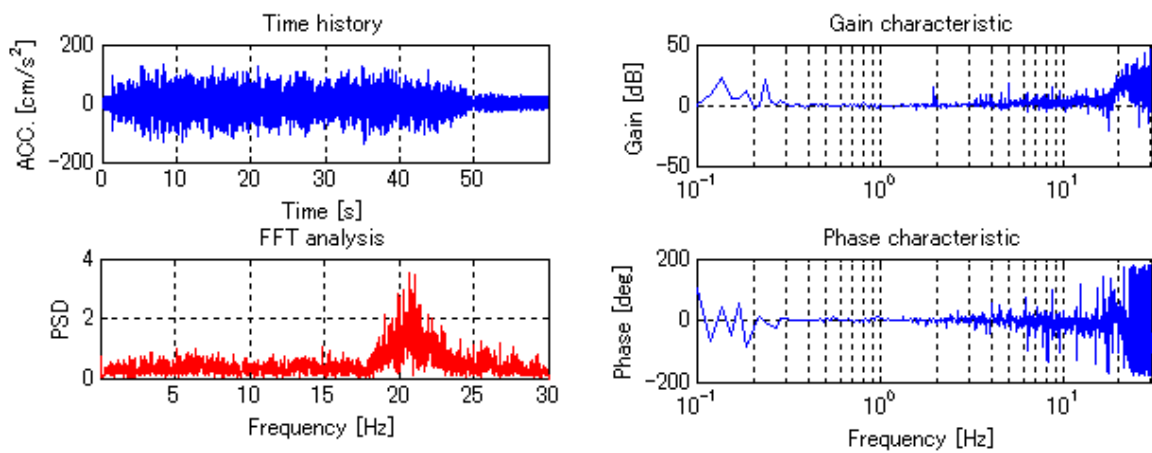 Time history
ACC. [cm/s²]
200
0
-200
0 10 20 30 40 50
Time [s]
Gain characteristic
Gain [dB]
50
0
-50
10⁻¹ 10⁰ 10¹
FFT analysis
PSD
4
2
0
5 10 15 20 25 30
Frequency [Hz]
Phase characteristic
Phase [deg.]
200
0
-200
10⁻¹ 10⁰ 10¹
Frequency [Hz]